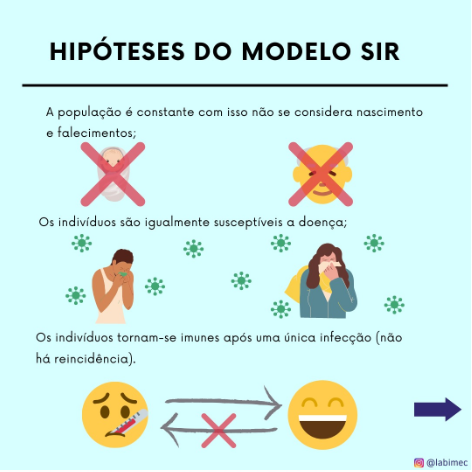 HIPÓTESES DO MODELO SIR
A população é constante com isso não se considera nascimento
e falecimentos;
Os indivíduos são igualmente susceptíveis a doença;
Os indivíduos tornam-se imunes após uma única infecção (não
há reincidência).
@labimec